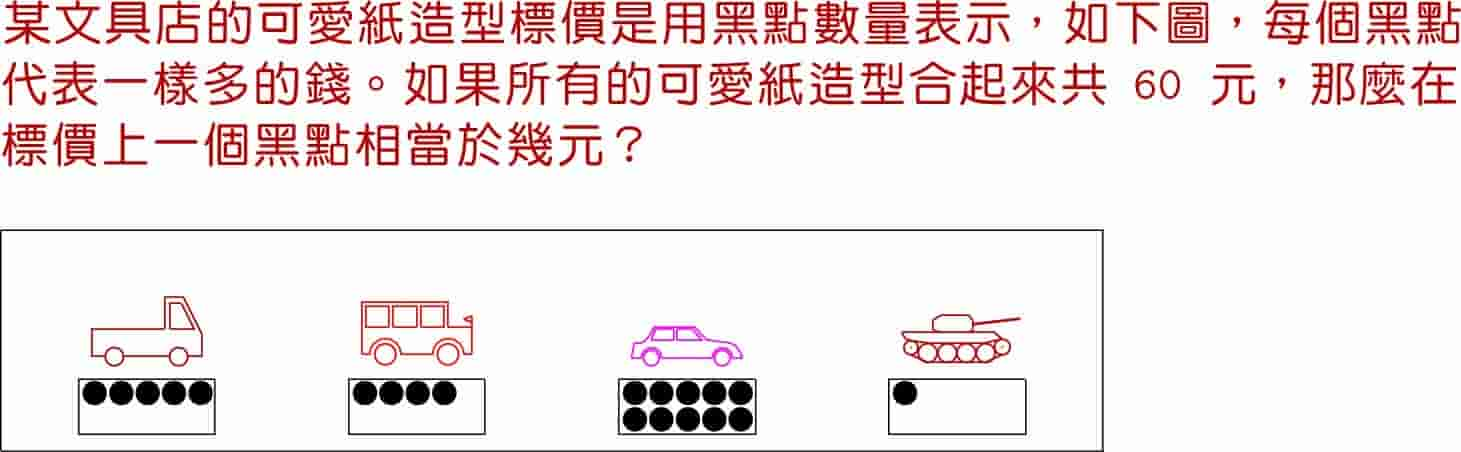 某文具店的可愛紙造型標價是用黑點數量表示，如下圖，每個黑點
代表一樣多的錢。如果所有的可愛紙造型合起來共 60 元，那麼在
標價上一個黑點相當於幾元？